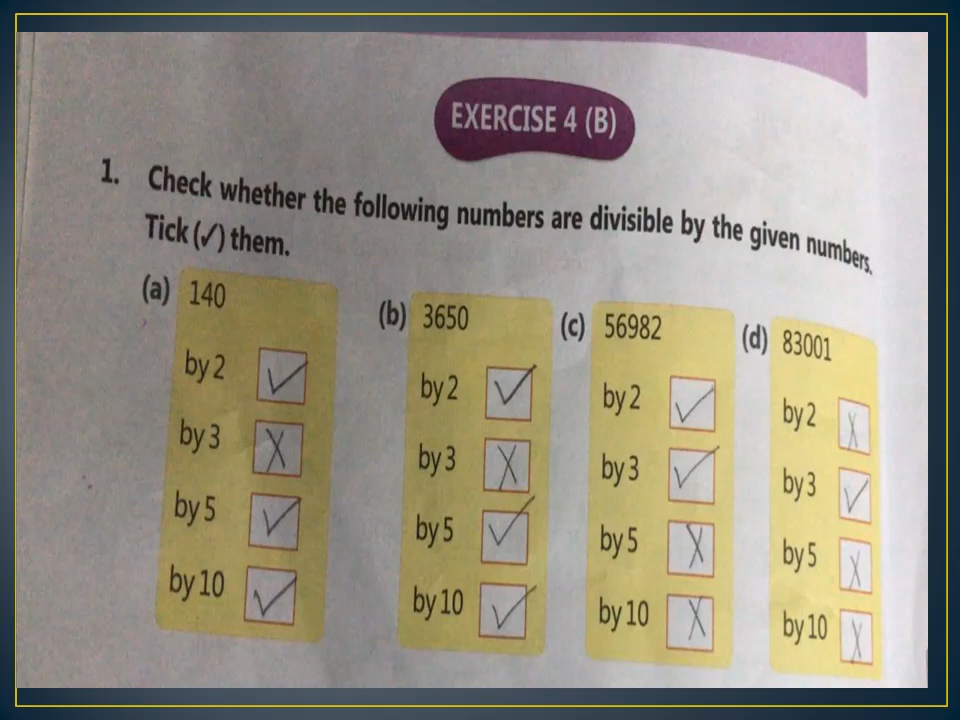 EXERCISE 4 (B)
1. Check whether the following numbers are divisible by the given numbers.
Tick (✓) them.
(a) 140
by 2 ✓
by 3 X
by 5 ✓
by 10 ✓
(b) 3650
by 2 ✓
by 3 X
by 5 ✓
by 10 ✓
(c) 56982
by 2 ✓
by 3 ✓
by 5 X
by 10 X
(d) 83001
by 2 X
by 3 ✓
by 5 X
by 10 X